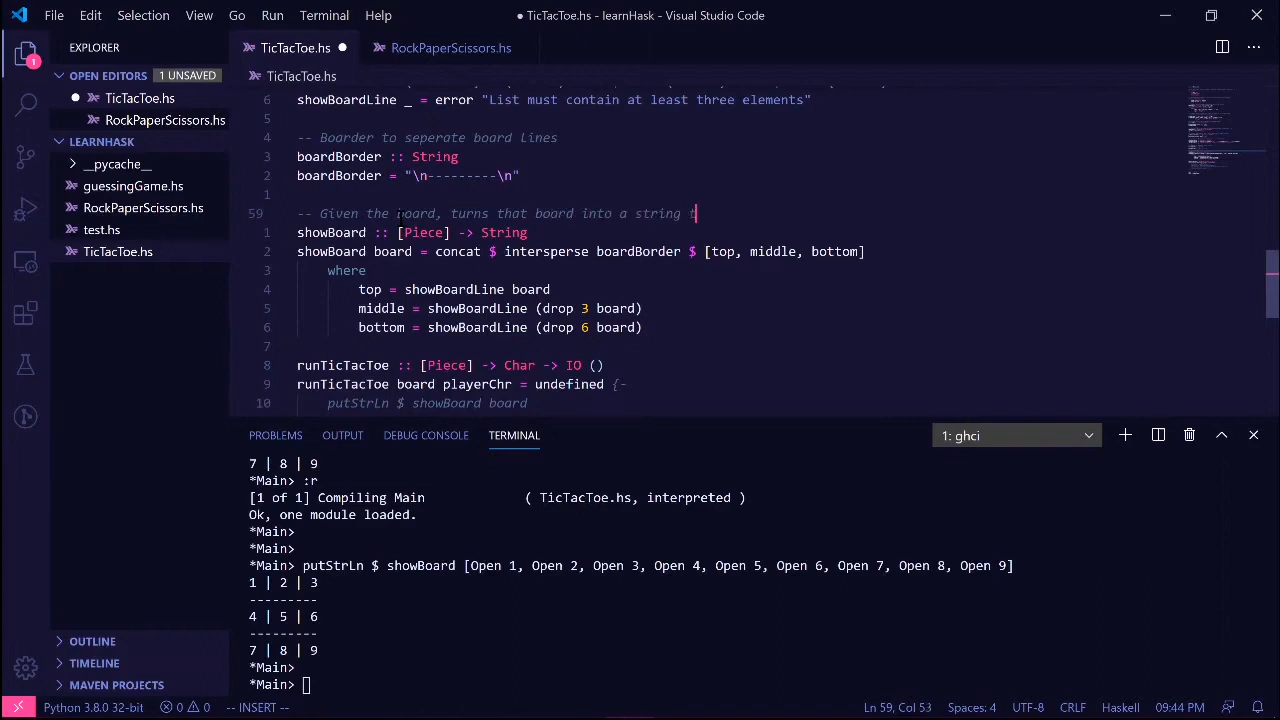 File Edit Selection View Go Run Terminal Help
● TicTacToe.hs - learnHask - Visual Studio Code
EXPLORER
TicTacToe.hs ●
RockPaperScissors.hs
OPEN EDITORS 1 UNSAVED
● TicTacToe.hs
RockPaperScissors.hs
LEARNHASK
__pycache__
guessingGame.hs
RockPaperScissors.hs
test.hs
TicTacToe.hs
OUTLINE
TIMELINE
MAVEN PROJECTS
1
TicTacToe.hs
6 showBoardLine _ = error "List must contain at least three elements"
5
4 -- Boarder to seperate board lines
3 boardBorder :: String
2 boardBorder = "\n---------\n"
1
59 -- Given the board, turns that board into a string t
1 showBoard :: [Piece] -> String
2 showBoard board = concat $ intersperse boardBorder $ [top, middle, bottom]
3 where
4 top = showBoardLine board
5 middle = showBoardLine (drop 3 board)
6 bottom = showBoardLine (drop 6 board)
7
8 runTicTacToe :: [Piece] -> Char -> IO ()
9 runTicTacToe board playerChr = undefined {-
10 putStrLn $ showBoard board
PROBLEMS OUTPUT DEBUG CONSOLE TERMINAL
1: ghci
7 | 8 | 9
*Main> :r
[1 of 1] Compiling Main ( TicTacToe.hs, interpreted )
Ok, one module loaded.
*Main>
*Main>
*Main> putStrLn $ showBoard [Open 1, Open 2, Open 3, Open 4, Open 5, Open 6, Open 7, Open 8, Open 9]
1 | 2 | 3
---------
4 | 5 | 6
---------
7 | 8 | 9
*Main>
*Main>
Python 3.8.0 32-bit 0 0 -- INSERT -- Ln 59, Col 53 Spaces: 4 UTF-8 CRLF Haskell 09:44 PM